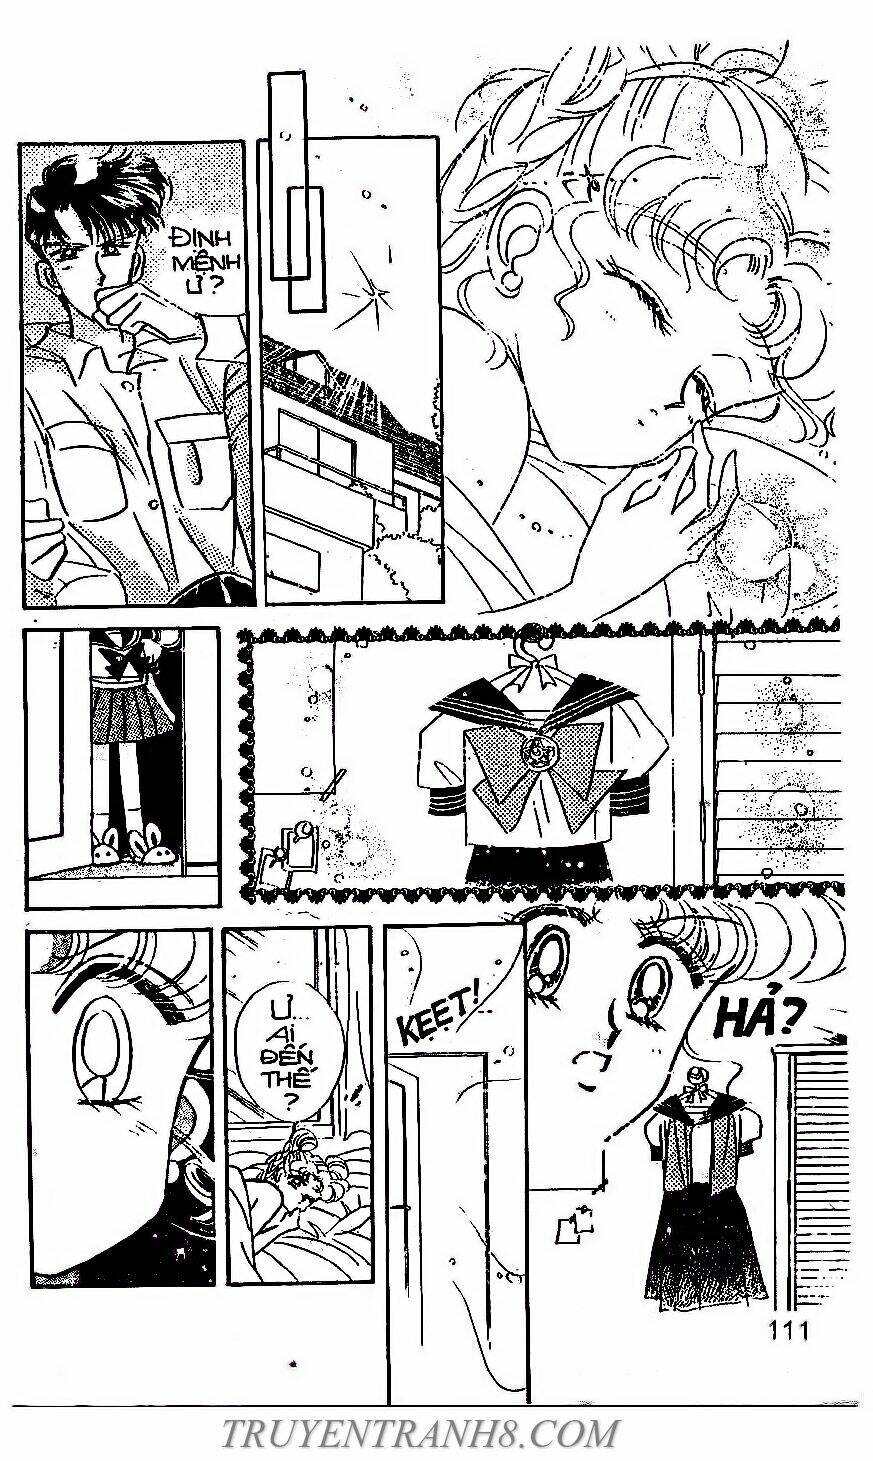 ĐỊNH
MỆNH
Ư?
Ư...
AI
ĐẾN
THẾ
?
KẸẸT!
HẢ?
111
TRUYENTRANH8.COM